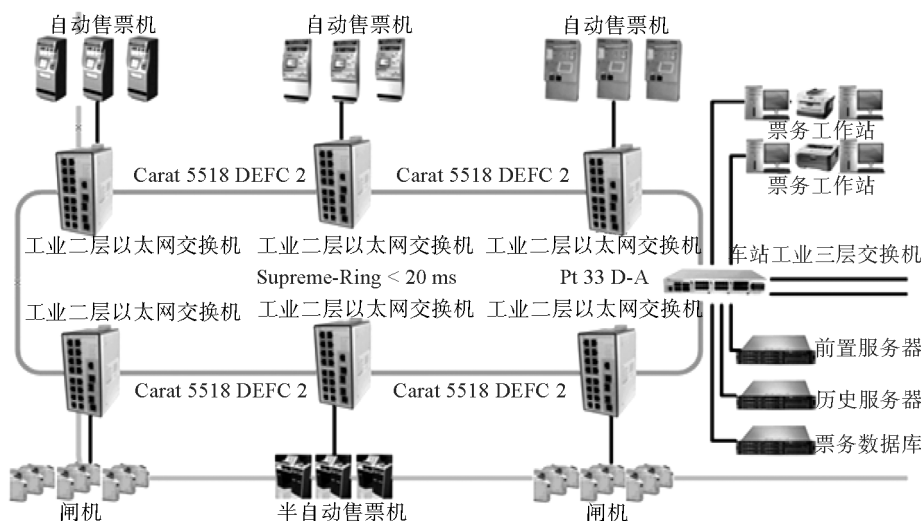 自动售票机
自动售票机
自动售票机
票务工作站
Carat 5518 DEFC 2
Carat 5518 DEFC 2
票务工作站
工业二层以太网交换机
工业二层以太网交换机
工业二层以太网交换机
车站工业三层交换机
Supreme-Ring < 20 ms
Pt 33 D-A
工业二层以太网交换机
工业二层以太网交换机
工业二层以太网交换机
前置服务器
Carat 5518 DEFC 2
Carat 5518 DEFC 2
历史服务器
票务数据库
闸机
半自动售票机
闸机